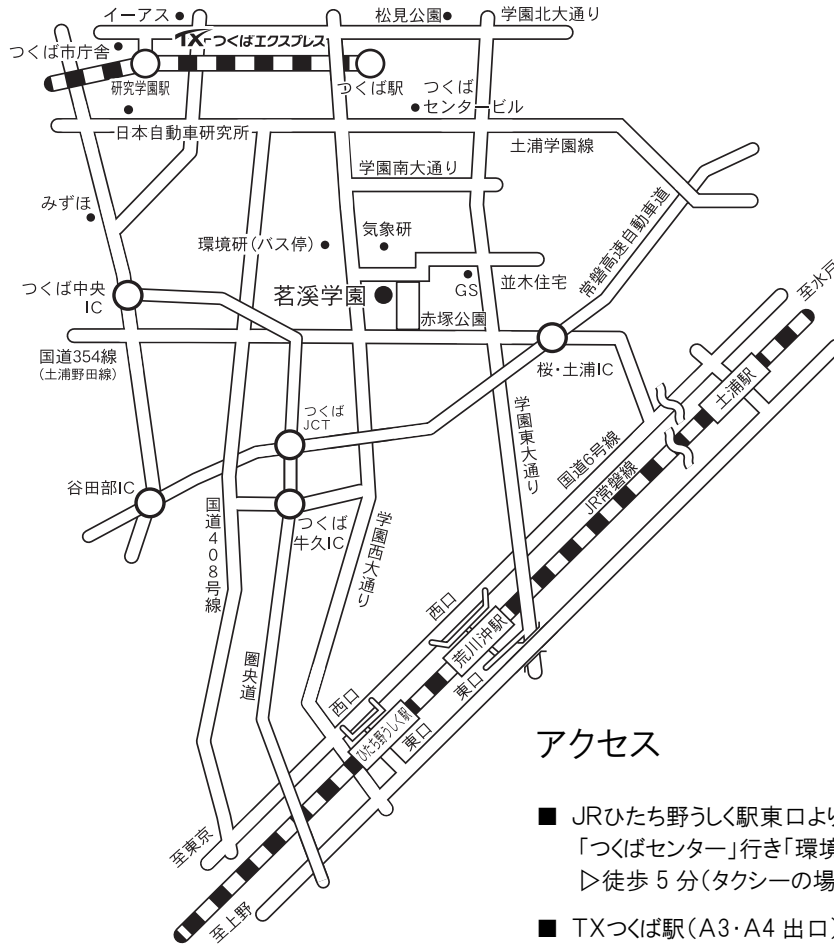 イーアス
松見公園
学園北大通り
つくば市庁舎
TX つくばエクスプレス
研究学園駅
つくば駅
つくば
センタービル
日本自動車研究所
土浦学園線
学園南大通り
みずほ
環境研(バス停)
気象研
常磐高速自動車道
並木住宅
GS
つくば中央
IC
茗溪学園
赤塚公園
至水戸
国道354線
(土浦野田線)
桜・土浦IC
土浦駅
つくば
JCT
学園東大通り
国道6号線
JR常磐線
谷田部IC
つくば
牛久IC
国道408号線
学園西大通り
西口
荒川沖駅
東口
圏央道
西口
ひたち野うしく駅
東口
至東京
至上野
アクセス
■ JRひたち野うしく駅東口より
「つくばセンター」行き「環境
▷徒歩 5 分(タクシーの場
■ TXつくば駅(A3・A4 出口)